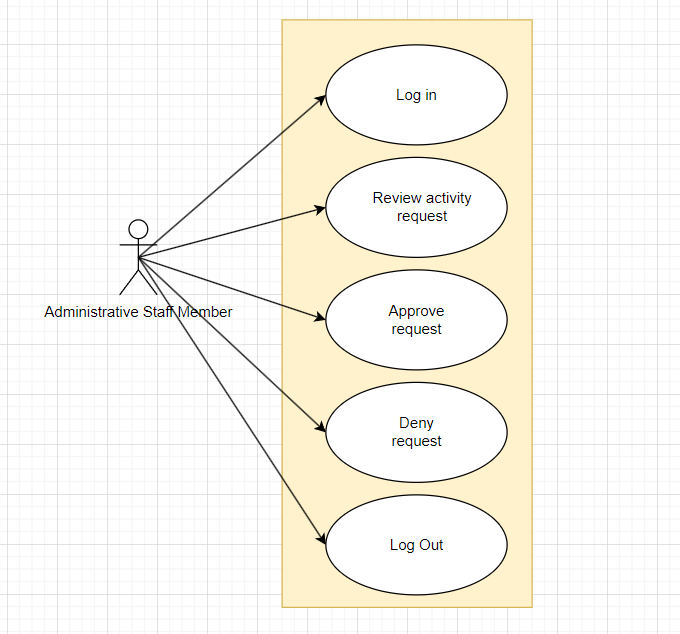 Log in
Review activity
request
Administrative Staff Member
Approve
request
Deny
request
Log Out